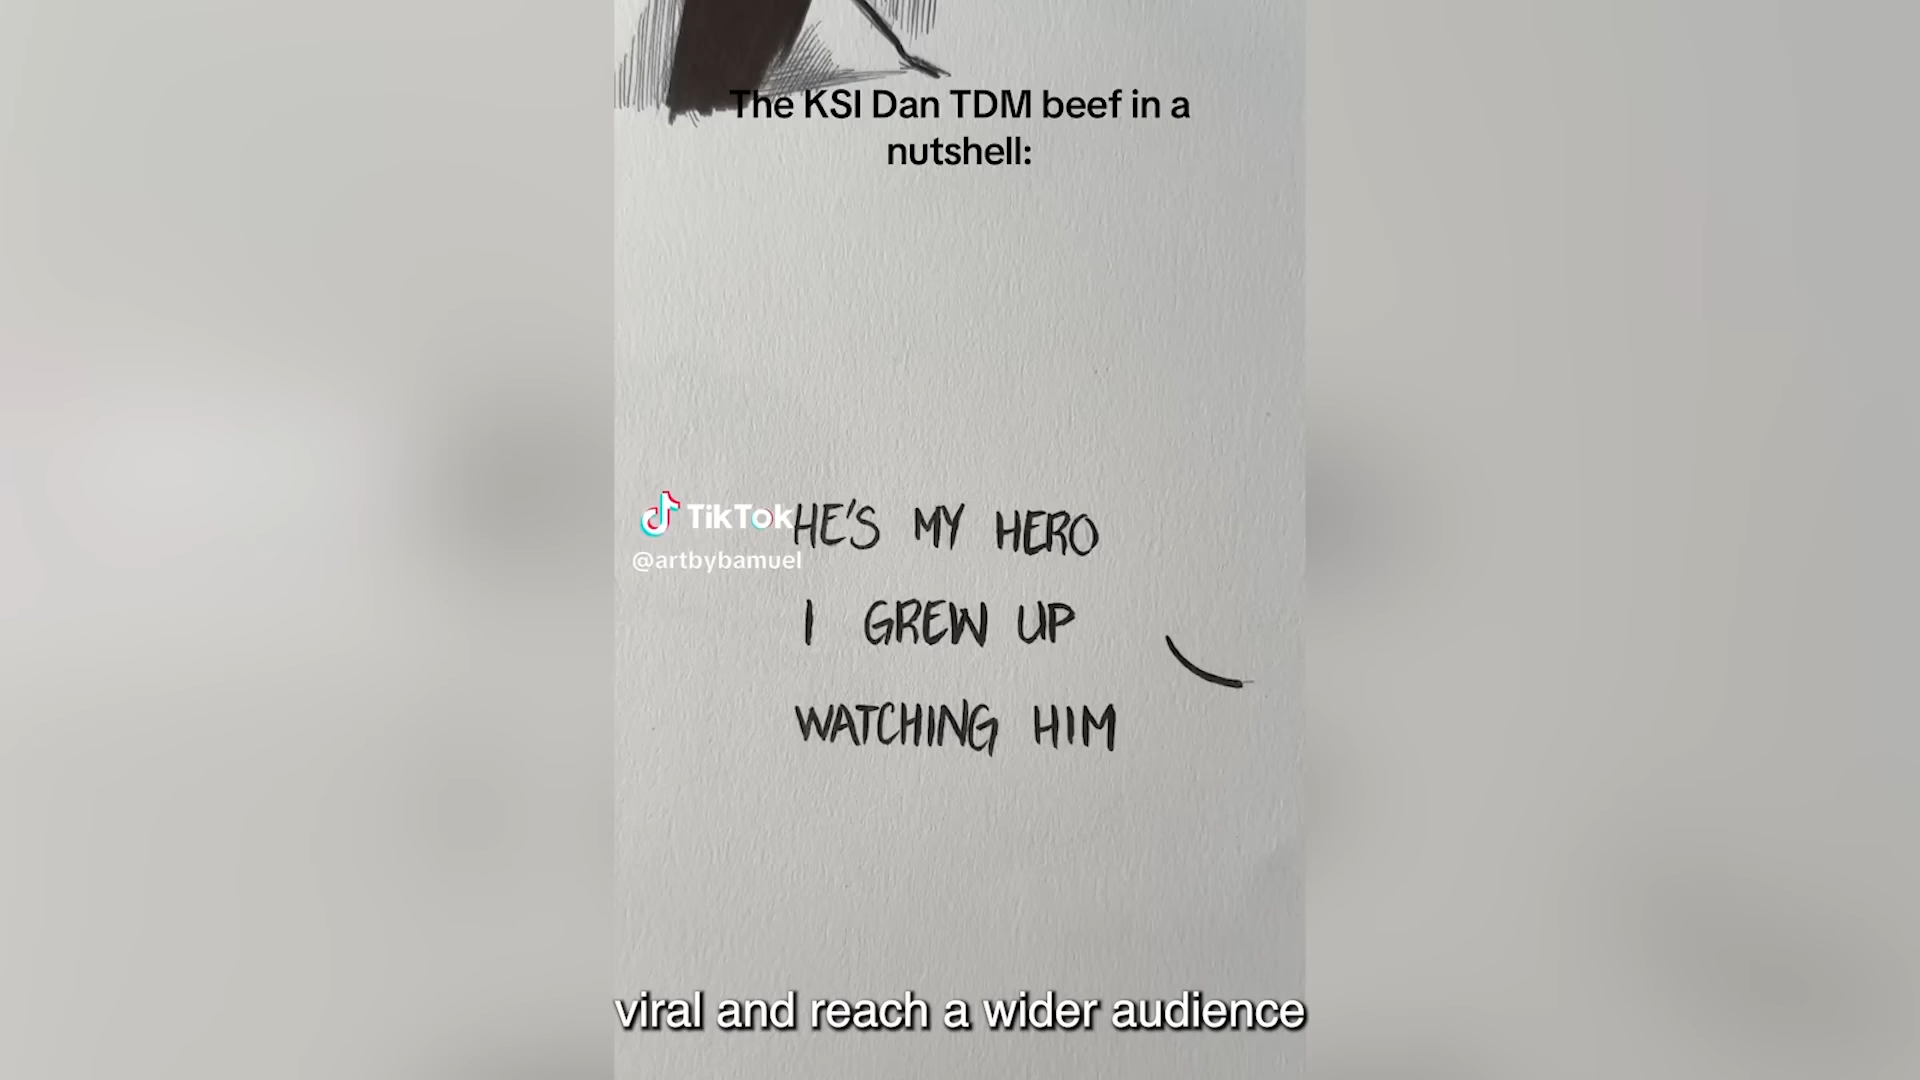 The KSI Dan TDM beef in a
nutshell:
TikTok
@artbybamuel
HE'S MY HERO
I GREW UP
WATCHING HIM
viral and reach a wider audience